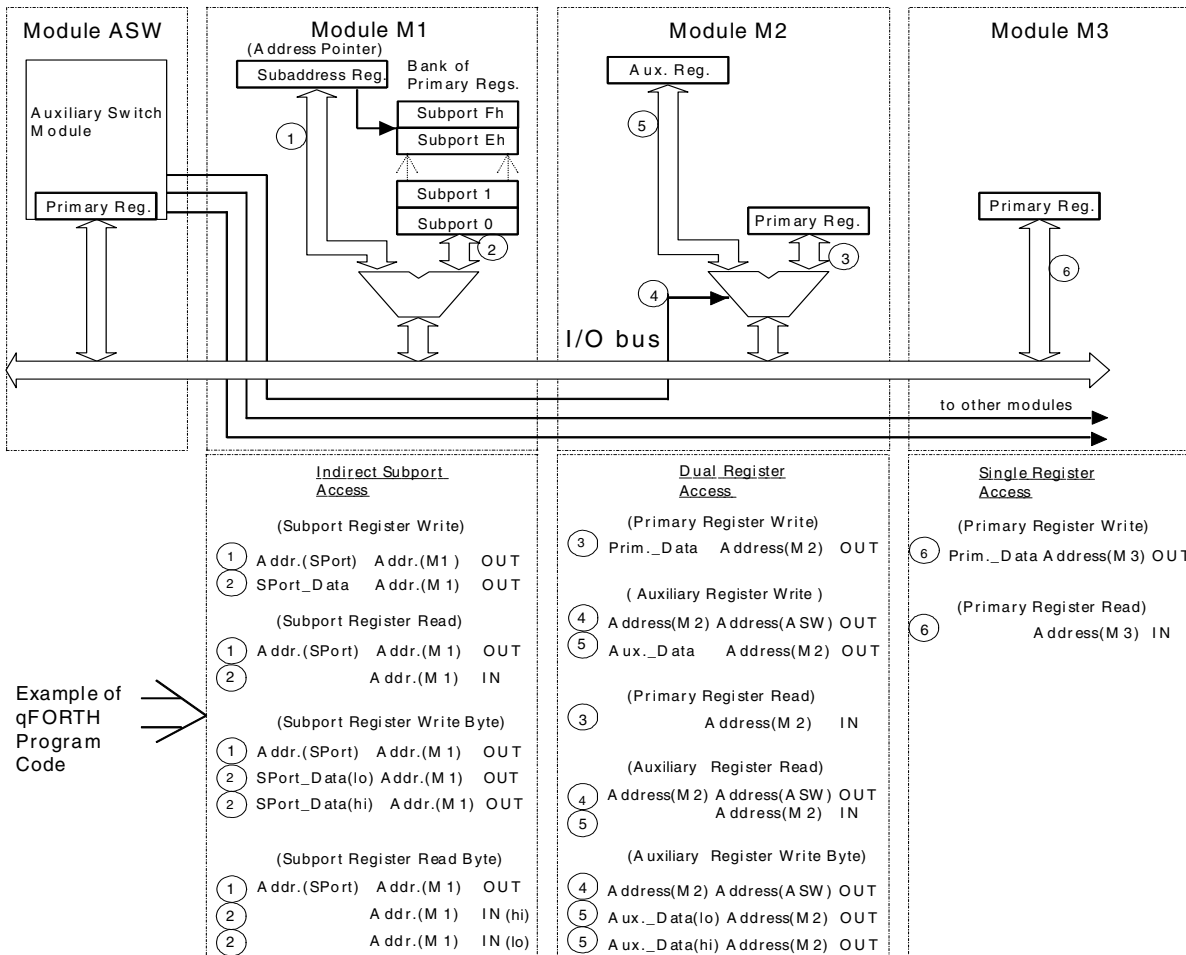 Module ASW
Auxiliary Switch
Module
Primary Reg.
Module M1
(Address Pointer)
Subaddress Reg.
Bank of
Primary Regs.
Subport Fh
Subport Eh
1
Subport 1
Subport 0
2
Module M2
Aux. Reg.
5
Primary Reg.
3
4
I/O bus
Module M3
Primary Reg.
6
to other modules
Example of
qFORTH
Program
Code
Indirect Subport
Access
(Subport Register Write)
1 Addr.(SPort) Addr.(M1) OUT
2 SPort_Data Addr.(M1) OUT
(Subport Register Read)
1 Addr.(SPort) Addr.(M1) OUT
2 Addr.(M1) IN
(Subport Register Write Byte)
1 Addr.(SPort) Addr.(M1) OUT
2 SPort_Data(lo) Addr.(M1) OUT
2 SPort_Data(hi) Addr.(M1) OUT
(Subport Register Read Byte)
1 Addr.(SPort) Addr.(M1) OUT
2 Addr.(M1) IN (hi)
2 Addr.(M1) IN (lo)
Dual Register
Access
(Primary Register Write)
3 Prim._Data Address(M2) OUT
(Auxiliary Register Write )
4 Address(M2) Address(ASW) OUT
5 Aux._Data Address(M2) OUT
(Primary Register Read)
3 Address(M2) IN
(Auxiliary Register Read)
4 Address(M2) Address(ASW) OUT
5 Address(M2) IN
(Auxiliary Register Write Byte)
4 Address(M2) Address(ASW) OUT
5 Aux._Data(lo) Address(M2) OUT
5 Aux._Data(hi) Address(M2) OUT
Single Register
Access
(Primary Register Write)
6 Prim._Data Address(M3) OUT
(Primary Register Read)
6 Address(M3) IN